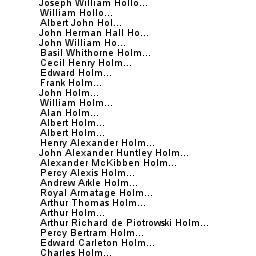 Joseph William Hollo...
William Hollo...
Albert John Hol...
John Herman Hall Ho...
John William Ho...
Basil Whithorne Holm...
Cecil Henry Holm...
Edward Holm...
Frank Holm...
John Holm...
William Holm...
Alan Holm...
Albert Holm...
Albert Holm...
Henry Alexander Holm...
John Alexander Huntley Holm...
Alexander McKibben Holm...
Percy Alexis Holm...
Andrew Arkle Holm...
Royal Armatage Holm...
Arthur Thomas Holm...
Arthur Holm...
Arthur Richard de Piotrowski Holm...
Percy Bertram Holm...
Edward Carleton Holm...
Charles Holm...